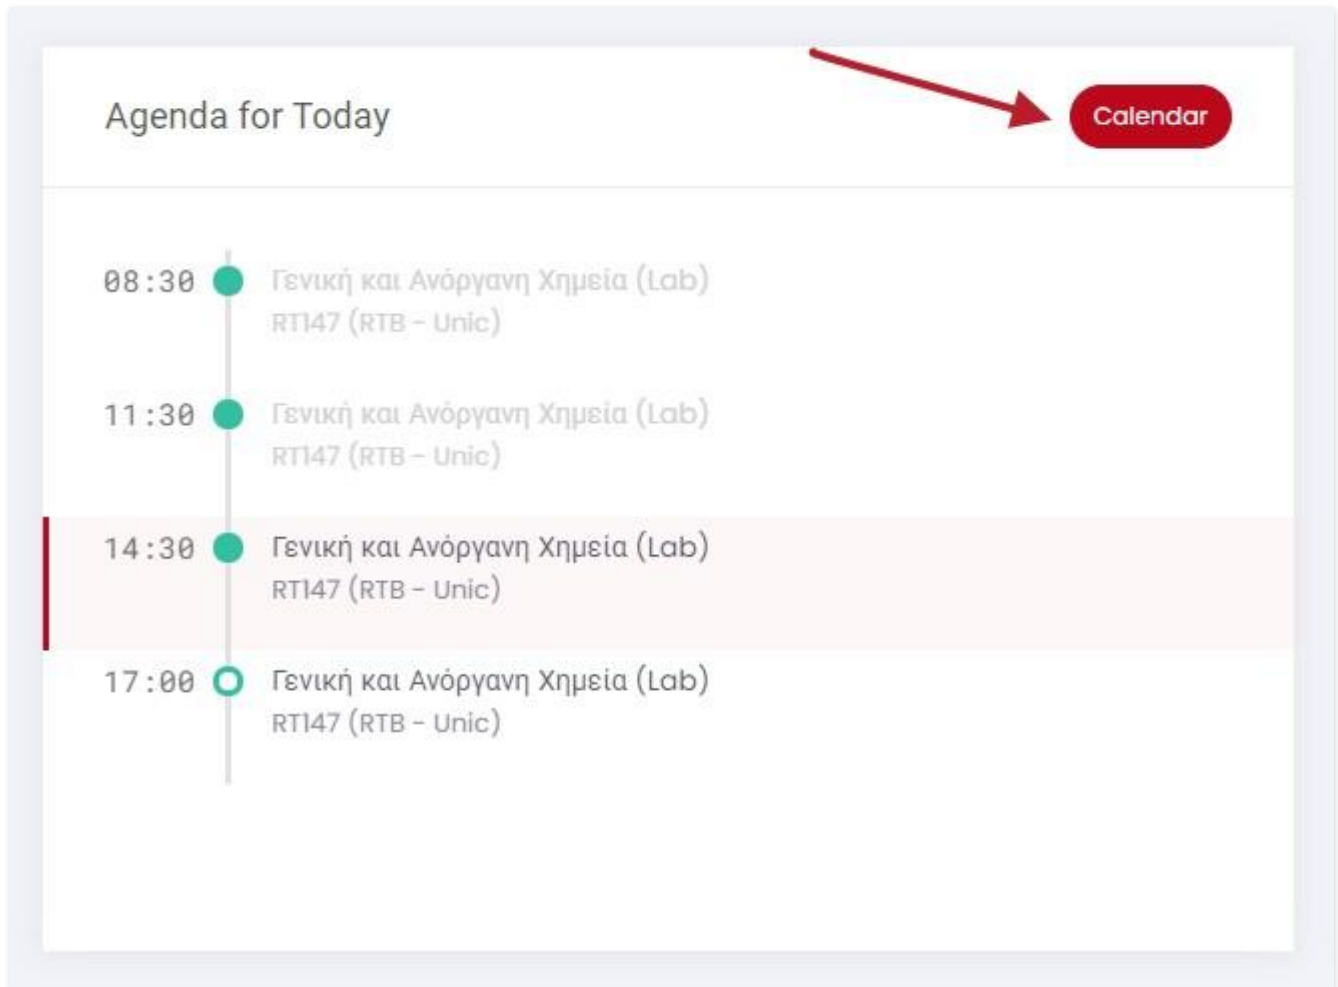 Agenda for Today
Calendar
08:30 Γενική και Ανόργανη Χημεία (Lab)
RT147 (RTB - Unic)
11:30 Γενική και Ανόργανη Χημεία (Lab)
RT147 (RTB - Unic)
14:30 Γενική και Ανόργανη Χημεία (Lab)
RT147 (RTB - Unic)
17:00 Γενική και Ανόργανη Χημεία (Lab)
RT147 (RTB - Unic)